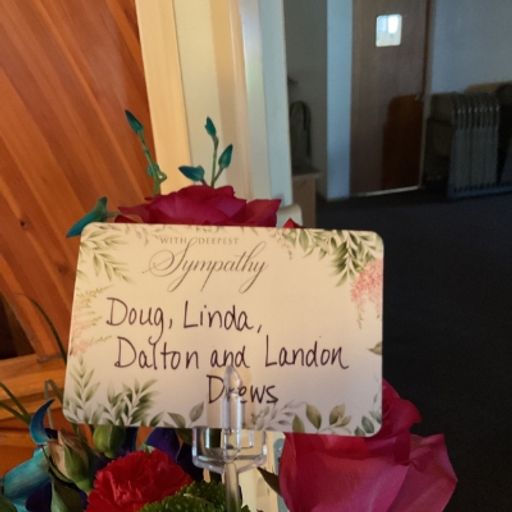 WITH DEEPEST
Sympathy
Doug, Linda,
Dalton and Landon
Drews